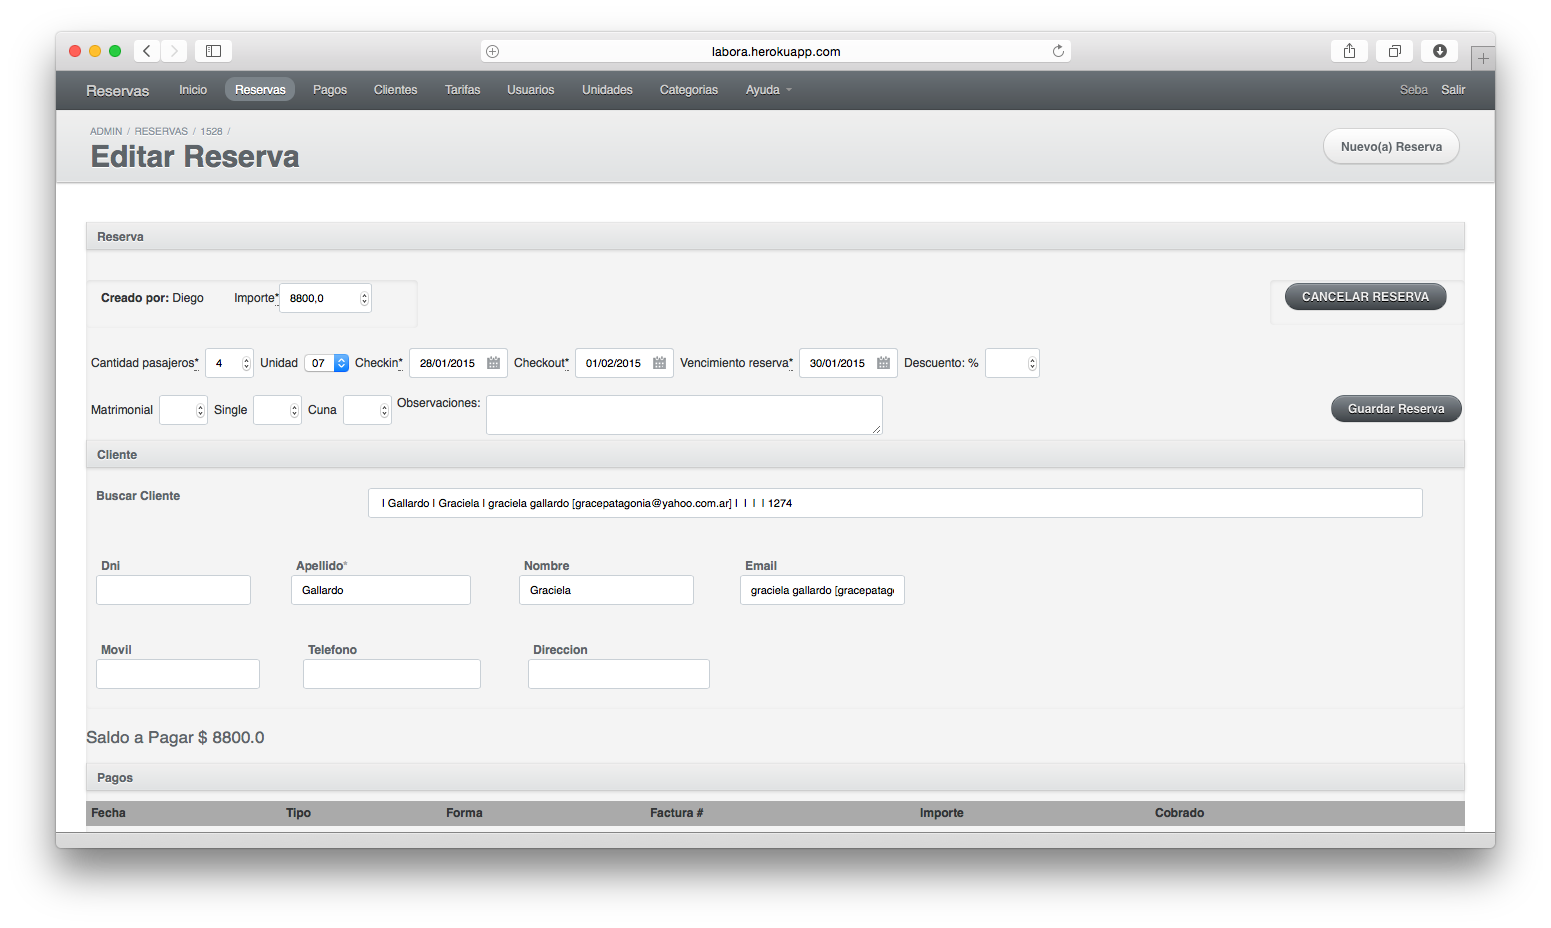 labora.herokuapp.com
Reservas Inicio Reservas Pagos Clientes Tarifas Usuarios Unidades Categorias Ayuda Seba Salir
ADMIN / RESERVAS / 1528 /
Editar Reserva
Nuevo(a) Reserva
Reserva
Creado por: Diego Importe* 8800,0 CANCELAR RESERVA
Cantidad pasajeros* 4 Unidad 07 Checkin* 28/01/2015 Checkout* 01/02/2015 Vencimiento reserva* 30/01/2015 Descuento: %
Matrimonial Single Cuna Observaciones: Guardar Reserva
Cliente
Buscar Cliente | Gallardo | Graciela | graciela gallardo [gracepatagonia@yahoo.com.ar] | | | | 1274
Dni Apellido* Nombre Email
Gallardo Graciela graciela gallardo [gracepatago
Movil Telefono Direccion
Saldo a Pagar $ 8800.0
Pagos
Fecha Tipo Forma Factura # Importe Cobrado